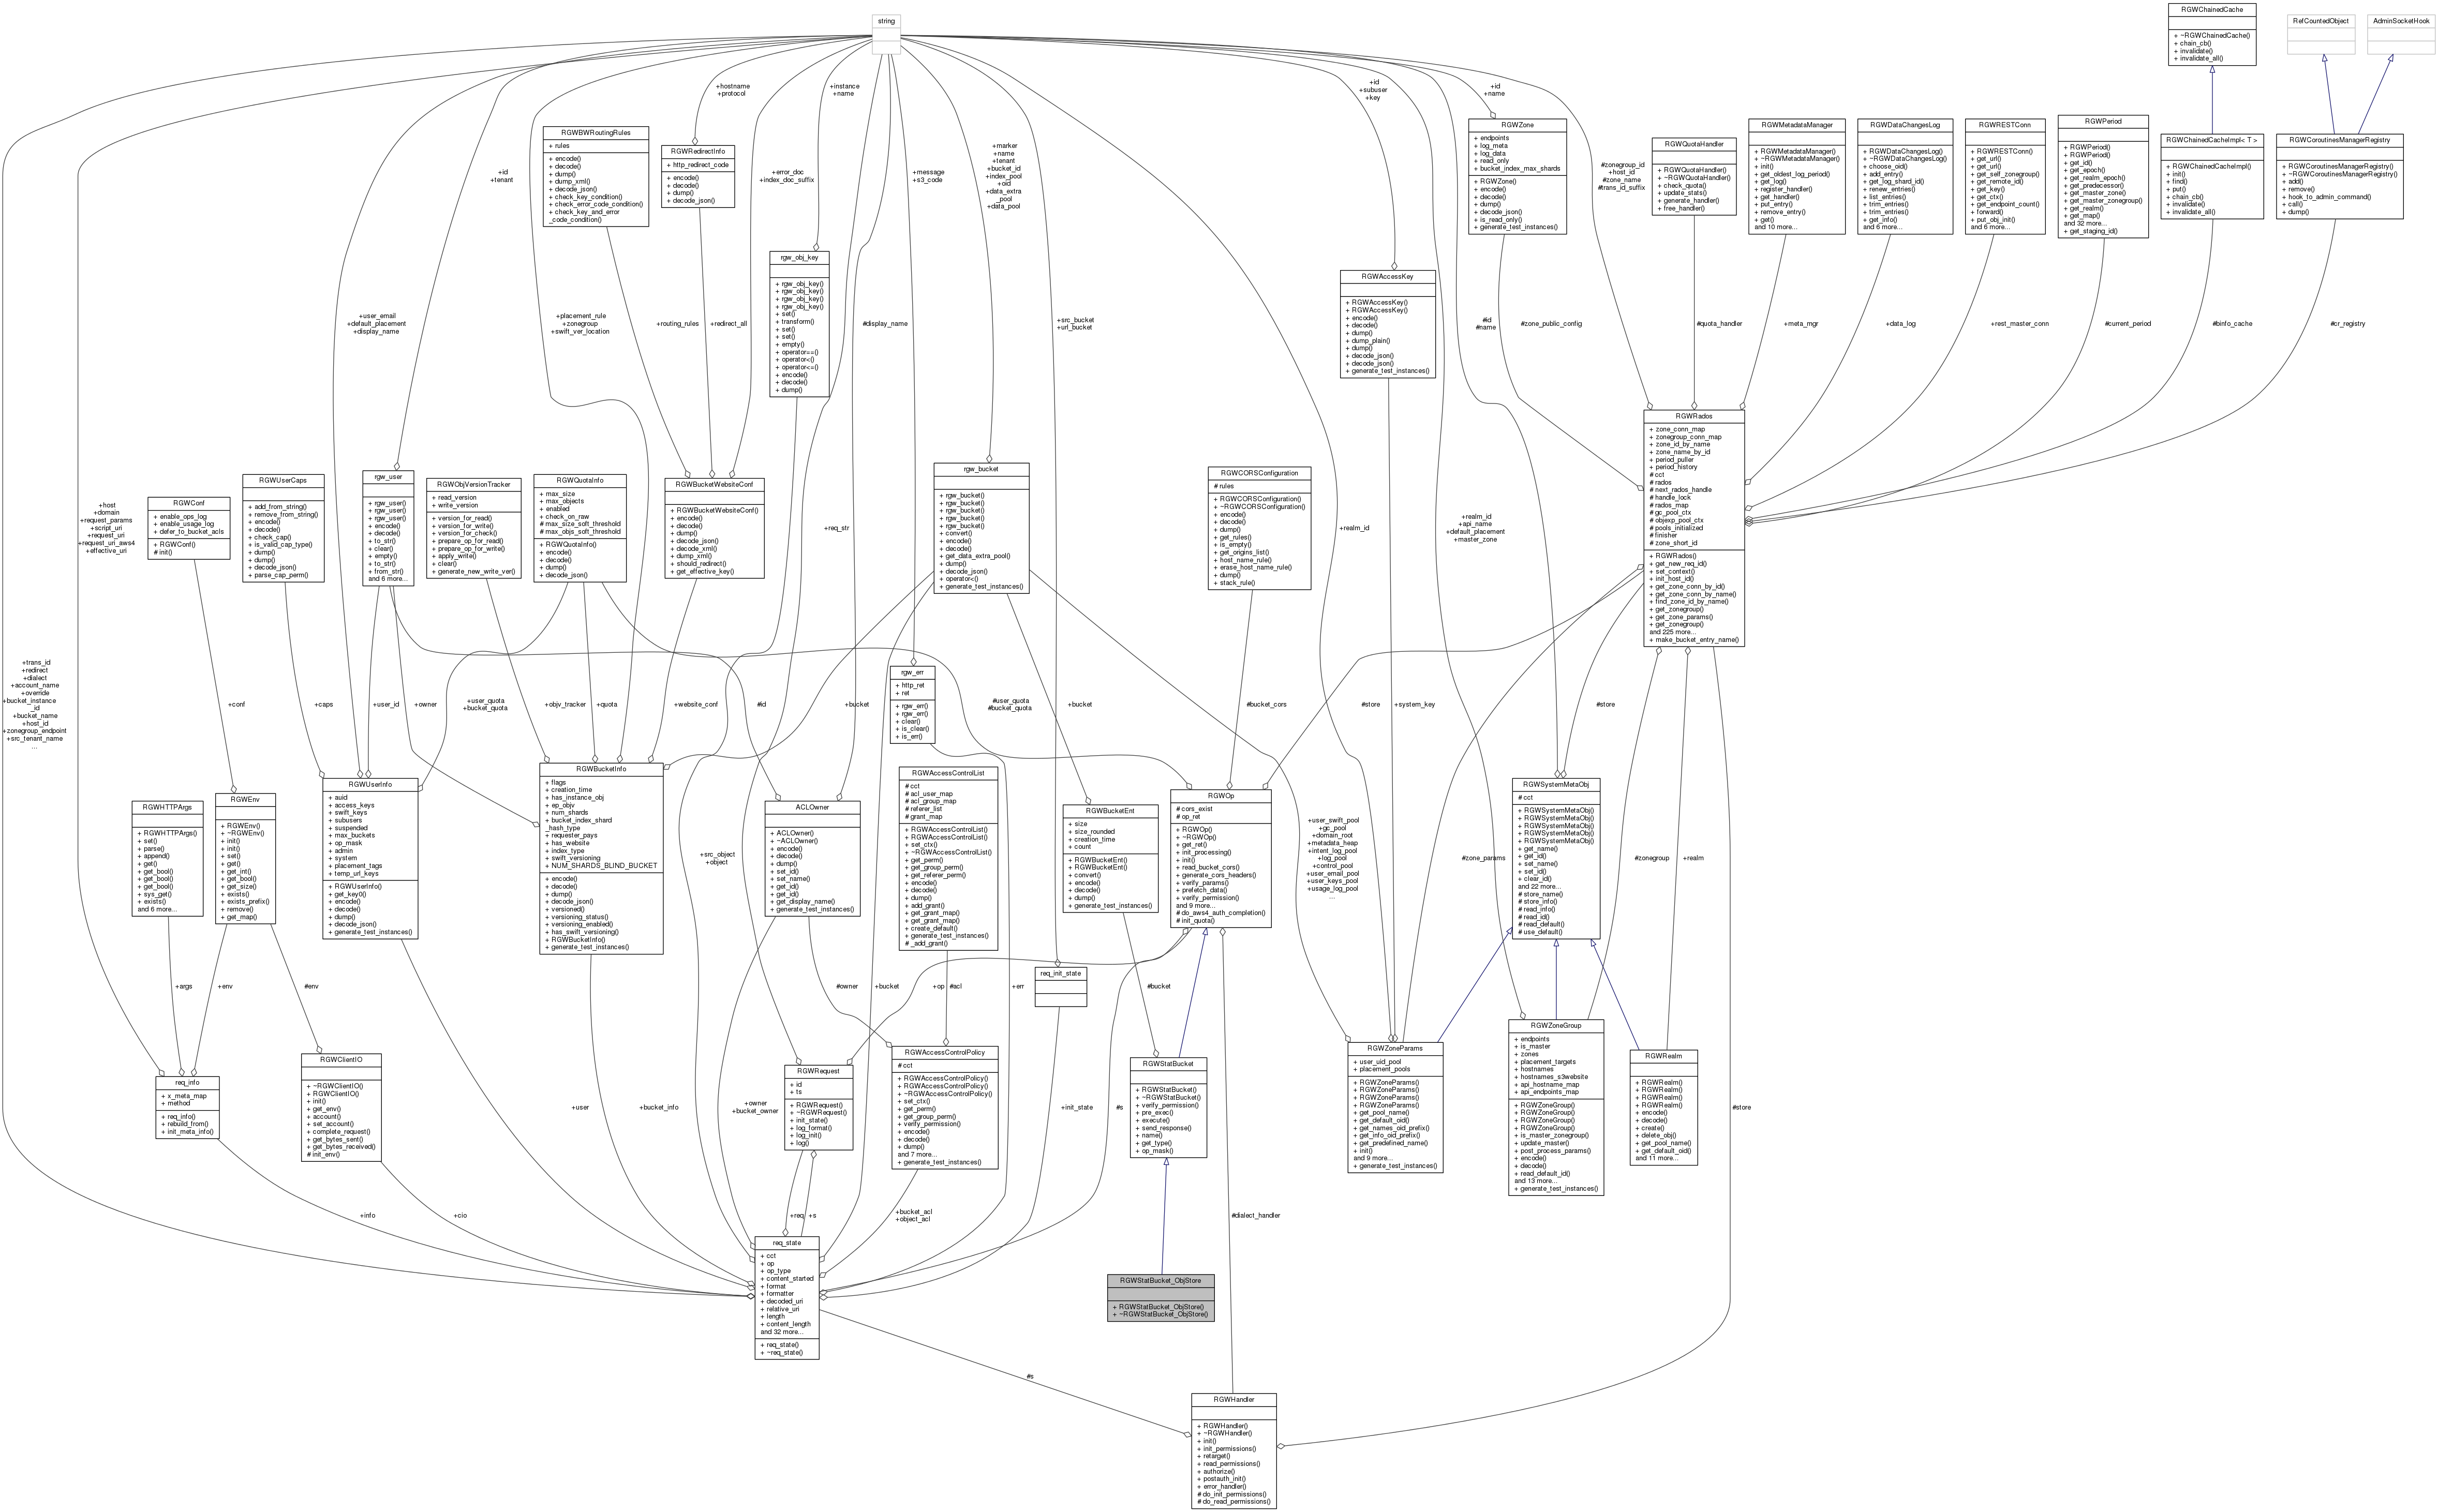 string
RGWChainedCache
+ ~RGWChainedCache()
+ chain_cb()
+ invalidate()
+ invalidate_all()
RefCountedObject
AdminSocketHook
+hostname
+protocol
+instance
+name
+id
+subuser
+key
+id
+name
RGWBWRoutingRules
+ rules
+ encode()
+ decode()
+ dump()
+ dump_xml()
+ decode_json()
+ check_key_condition()
+ check_error_code_condition()
+ check_key_and_error
_code_condition()
RGWRedirectInfo
+ http_redirect_code
+ encode()
+ decode()
+ dump()
+ decode_json()
+error_doc
+index_doc_suffix
+message
+s3_code
+marker
+name
+tenant
+bucket_id
+index_pool
+oid
+data_extra
_pool
+data_pool
+id
+tenant
RGWZone
+ endpoints
+ log_meta
+ log_data
+ read_only
+ bucket_index_max_shards
+ RGWZone()
+ encode()
+ decode()
+ dump()
+ decode_json()
+ is_read_only()
+ generate_test_instances()
#zonegroup_id
+host_id
#zone_name
#trans_id_suffix
RGWQuotaHandler
+ RGWQuotaHandler()
+ ~RGWQuotaHandler()
+ check_quota()
+ update_stats()
+ generate_handler()
+ free_handler()
RGWMetadataManager
+ RGWMetadataManager()
+ ~RGWMetadataManager()
+ init()
+ get_oldest_log_period()
+ get_log()
+ register_handler()
+ get_handler()
+ put_entry()
+ remove_entry()
+ get()
and 10 more...
RGWDataChangesLog
+ RGWDataChangesLog()
+ ~RGWDataChangesLog()
+ choose_oid()
+ add_entry()
+ get_log_shard_id()
+ renew_entries()
+ list_entries()
+ trim_entries()
+ trim_entries()
+ get_info()
and 6 more...
RGWRESTConn
+ RGWRESTConn()
+ get_url()
+ get_url()
+ get_self_zonegroup()
+ get_remote_id()
+ get_key()
+ get_ctx()
+ get_endpoint_count()
+ forward()
+ put_obj_init()
and 6 more...
RGWPeriod
+ RGWPeriod()
+ RGWPeriod()
+ get_id()
+ get_epoch()
+ get_realm_epoch()
+ get_predecessor()
+ get_master_zone()
+ get_master_zonegroup()
+ get_realm()
+ get_map()
and 32 more...
+ get_staging_id()
RGWChainedCacheImpl< T >
+ RGWChainedCacheImpl()
+ init()
+ find()
+ put()
+ chain_cb()
+ invalidate()
+ invalidate_all()
RGWCoroutinesManagerRegistry
+ RGWCoroutinesManagerRegistry()
+ ~RGWCoroutinesManagerRegistry()
+ add()
+ remove()
+ hook_to_admin_command()
+ call()
+ dump()
rgw_obj_key
+ rgw_obj_key()
+ rgw_obj_key()
+ rgw_obj_key()
+ rgw_obj_key()
+ set()
+ transform()
+ set()
+ set()
+ empty()
+ operator==()
+ operator<()
+ operator<=()
+ encode()
+ decode()
+ dump()
RGWAccessKey
+ RGWAccessKey()
+ RGWAccessKey()
+ encode()
+ decode()
+ dump()
+ dump_plain()
+ dump()
+ decode_json()
+ decode_json()
+ generate_test_instances()
+user_email
+default_placement
+display_name
+placement_rule
+zonegroup
+swift_ver_location
+routing_rules
+redirect_all
#display_name
+src_bucket
+url_bucket
#id
#name
#zone_public_config
#quota_handler
+meta_mgr
+data_log
+rest_master_conn
#current_period
#binfo_cache
#cr_registry
RGWRados
+ zone_conn_map
+ zonegroup_conn_map
+ zone_id_by_name
+ zone_name_by_id
+ period_puller
+ period_history
# cct
# rados
# next_rados_handle
# handle_lock
# rados_map
# gc_pool_ctx
# objexp_pool_ctx
# pools_initialized
# finisher
# zone_short_id
+ RGWRados()
+ get_new_req_id()
+ set_context()
+ init_host_id()
+ get_zone_conn_by_id()
+ get_zone_conn_by_name()
+ find_zone_id_by_name()
+ get_zonegroup()
+ get_zone_params()
+ get_zonegroup()
and 225 more...
+ make_bucket_entry_name()
+host
+domain
+request_params
+script_uri
+request_uri
+request_uri_aws4
+effective_uri
RGWConf
+ enable_ops_log
+ enable_usage_log
+ defer_to_bucket_acls
+ RGWConf()
# init()
RGWUserCaps
+ add_from_string()
+ remove_from_string()
+ encode()
+ decode()
+ check_cap()
+ is_valid_cap_type()
+ dump()
+ dump()
+ decode_json()
+ parse_cap_perm()
rgw_user
+ rgw_user()
+ rgw_user()
+ rgw_user()
+ encode()
+ decode()
+ to_str()
+ clear()
+ empty()
+ to_str()
+ from_str()
and 6 more...
RGWObjVersionTracker
+ read_version
+ write_version
+ version_for_read()
+ version_for_write()
+ version_for_check()
+ prepare_op_for_read()
+ prepare_op_for_write()
+ apply_write()
+ clear()
+ generate_new_write_ver()
RGWQuotaInfo
+ max_size
+ max_objects
+ enabled
+ check_on_raw
# max_size_soft_threshold
# max_objs_soft_threshold
+ RGWQuotaInfo()
+ encode()
+ decode()
+ dump()
+ decode_json()
RGWBucketWebsiteConf
+ RGWBucketWebsiteConf()
+ encode()
+ decode()
+ dump()
+ decode_json()
+ decode_xml()
+ dump_xml()
+ should_redirect()
+ get_effective_key()
+req_str
rgw_bucket
+ rgw_bucket()
+ rgw_bucket()
+ rgw_bucket()
+ rgw_bucket()
+ rgw_bucket()
+ convert()
+ encode()
+ decode()
+ get_data_extra_pool()
+ dump()
+ decode_json()
+ operator<()
+ generate_test_instances()
RGWCORSConfiguration
# rules
+ RGWCORSConfiguration()
+ ~RGWCORSConfiguration()
+ encode()
+ decode()
+ dump()
+ get_rules()
+ is_empty()
+ get_origins_list()
+ host_name_rule()
+ erase_host_name_rule()
+ dump()
+ stack_rule()
+realm_id
+realm_id
+api_name
+default_placement
+master_zone
+trans_id
+redirect
+dialect
+account_name
+override
+bucket_instance
_id
+bucket_name
+host_id
+zonegroup_endpoint
+src_tenant_name
...
+conf
+caps
+user_id
+owner
+user_quota
+bucket_quota
+objv_tracker
+quota
+website_conf
#id
+bucket
rgw_err
+ http_ret
+ ret
+ rgw_err()
+ rgw_err()
+ clear()
+ is_clear()
+ is_err()
#user_quota
#bucket_quota
+bucket
#bucket_cors
#store
+system_key
#store
RGWHTTPArgs
+ RGWHTTPArgs()
+ set()
+ parse()
+ append()
+ get()
+ get_bool()
+ get_bool()
+ get_bool()
+ sys_get()
+ exists()
and 6 more...
RGWEnv
+ RGWEnv()
+ ~RGWEnv()
+ init()
+ init()
+ set()
+ get()
+ get_int()
+ get_bool()
+ get_size()
+ exists()
+ exists_prefix()
+ remove()
+ get_map()
RGWUserInfo
+ auid
+ access_keys
+ swift_keys
+ subusers
+ suspended
+ max_buckets
+ op_mask
+ admin
+ system
+ placement_tags
+ temp_url_keys
+ RGWUserInfo()
+ get_key0()
+ encode()
+ decode()
+ dump()
+ decode_json()
+ generate_test_instances()
RGWBucketInfo
+ flags
+ creation_time
+ has_instance_obj
+ ep_objv
+ num_shards
+ bucket_index_shard
_hash_type
+ requester_pays
+ has_website
+ index_type
+ swift_versioning
+ NUM_SHARDS_BLIND_BUCKET
+ encode()
+ decode()
+ dump()
+ decode_json()
+ versioned()
+ versioning_status()
+ versioning_enabled()
+ has_swift_versioning()
+ RGWBucketInfo()
+ generate_test_instances()
+src_object
+object
ACLOwner
+ ACLOwner()
+ ~ACLOwner()
+ encode()
+ decode()
+ dump()
+ set_id()
+ set_name()
+ get_id()
+ get_id()
+ get_display_name()
+ generate_test_instances()
RGWAccessControlList
# cct
# acl_user_map
# acl_group_map
# referer_list
# grant_map
+ RGWAccessControlList()
+ RGWAccessControlList()
+ set_ctx()
+ ~RGWAccessControlList()
+ get_perm()
+ get_group_perm()
+ get_referer_perm()
+ encode()
+ decode()
+ dump()
+ add_grant()
+ get_grant_map()
+ get_grant_map()
+ create_default()
+ generate_test_instances()
# _add_grant()
RGWBucketEnt
+ size
+ size_rounded
+ creation_time
+ count
+ RGWBucketEnt()
+ RGWBucketEnt()
+ convert()
+ encode()
+ decode()
+ dump()
+ generate_test_instances()
RGWOp
# cors_exist
# op_ret
+ RGWOp()
+ ~RGWOp()
+ get_ret()
+ init_processing()
+ init()
+ read_bucket_cors()
+ generate_cors_headers()
+ verify_params()
+ prefetch_data()
+ verify_permission()
and 9 more...
# do_aws4_auth_completion()
# init_quota()
+user_swift_pool
+gc_pool
+domain_root
+metadata_heap
+intent_log_pool
+log_pool
+control_pool
+user_email_pool
+user_keys_pool
+usage_log_pool
...
#zone_params
RGWSystemMetaObj
# cct
+ RGWSystemMetaObj()
+ RGWSystemMetaObj()
+ RGWSystemMetaObj()
+ RGWSystemMetaObj()
+ RGWSystemMetaObj()
+ get_name()
+ get_id()
+ set_name()
+ set_id()
+ clear_id()
and 22 more...
# store_name()
# store_info()
# read_info()
# read_id()
# read_default()
# use_default()
#zonegroup
+realm
+args
+env
#env
#owner
+bucket
+op
#acl
+err
req_init_state
#bucket
req_info
+ x_meta_map
+ method
+ req_info()
+ rebuild_from()
+ init_meta_info()
RGWClientIO
+ ~RGWClientIO()
+ RGWClientIO()
+ init()
+ get_env()
+ account()
+ set_account()
+ complete_request()
+ get_bytes_sent()
+ get_bytes_received()
# init_env()
+user
+bucket_info
+owner
+bucket_owner
RGWRequest
+ id
+ ts
+ RGWRequest()
+ ~RGWRequest()
+ init_state()
+ log_format()
+ log_init()
+ log()
RGWAccessControlPolicy
# cct
+ RGWAccessControlPolicy()
+ RGWAccessControlPolicy()
+ ~RGWAccessControlPolicy()
+ set_ctx()
+ get_perm()
+ get_group_perm()
+ verify_permission()
+ encode()
+ decode()
+ dump()
and 7 more...
+ generate_test_instances()
+init_state
#s
RGWStatBucket
+ RGWStatBucket()
+ ~RGWStatBucket()
+ verify_permission()
+ pre_exec()
+ execute()
+ send_response()
+ name()
+ get_type()
+ op_mask()
RGWZoneParams
+ user_uid_pool
+ placement_pools
+ RGWZoneParams()
+ RGWZoneParams()
+ RGWZoneParams()
+ RGWZoneParams()
+ get_pool_name()
+ get_default_oid()
+ get_names_oid_prefix()
+ get_info_oid_prefix()
+ get_predefined_name()
+ init()
and 9 more...
+ generate_test_instances()
RGWZoneGroup
+ endpoints
+ is_master
+ zones
+ placement_targets
+ hostnames
+ hostnames_s3website
+ api_hostname_map
+ api_endpoints_map
+ RGWZoneGroup()
+ RGWZoneGroup()
+ RGWZoneGroup()
+ RGWZoneGroup()
+ is_master_zonegroup()
+ update_master()
+ post_process_params()
+ encode()
+ decode()
+ read_default_id()
and 13 more...
+ generate_test_instances()
RGWRealm
+ RGWRealm()
+ RGWRealm()
+ RGWRealm()
+ RGWRealm()
+ encode()
+ decode()
+ create()
+ delete_obj()
+ get_pool_name()
+ get_default_oid()
and 11 more...
#store
+info
+cio
+req
+s
+bucket_acl
+object_acl
#dialect_handler
req_state
+ cct
+ op
+ op_type
+ content_started
+ format
+ formatter
+ decoded_uri
+ relative_uri
+ length
+ content_length
and 32 more...
+ req_state()
+ ~req_state()
RGWStatBucket_ObjStore
+ RGWStatBucket_ObjStore()
+ ~RGWStatBucket_ObjStore()
#s
RGWHandler
+ RGWHandler()
+ ~RGWHandler()
+ init()
+ init_permissions()
+ retarget()
+ read_permissions()
+ authorize()
+ postauth_init()
+ error_handler()
# do_init_permissions()
# do_read_permissions()